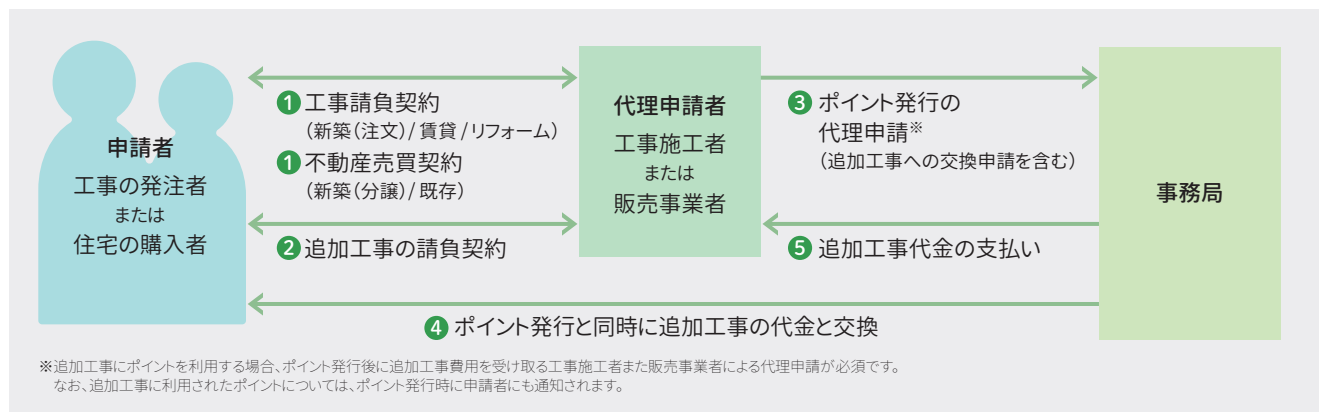 申請者
工事の発注者
または
住宅の購入者
❶工事請負契約
（新築（注文）/ 賃貸 / リフォーム）
❶不動産売買契約
（新築（分譲）/ 既存）
❷追加工事の請負契約
代理申請者
工事施工者
または
販売事業者
❸ポイント発行の
代理申請※
（追加工事への交換申請を含む）
❺追加工事代金の支払い
事務局
❹ポイント発行と同時に追加工事の代金と交換
※追加工事にポイントを利用する場合、ポイント発行後に追加工事費用を受け取る工事施工者また販売事業者による代理申請が必須です。
なお、追加工事に利用されたポイントについては、ポイント発行時に申請者にも通知されます。